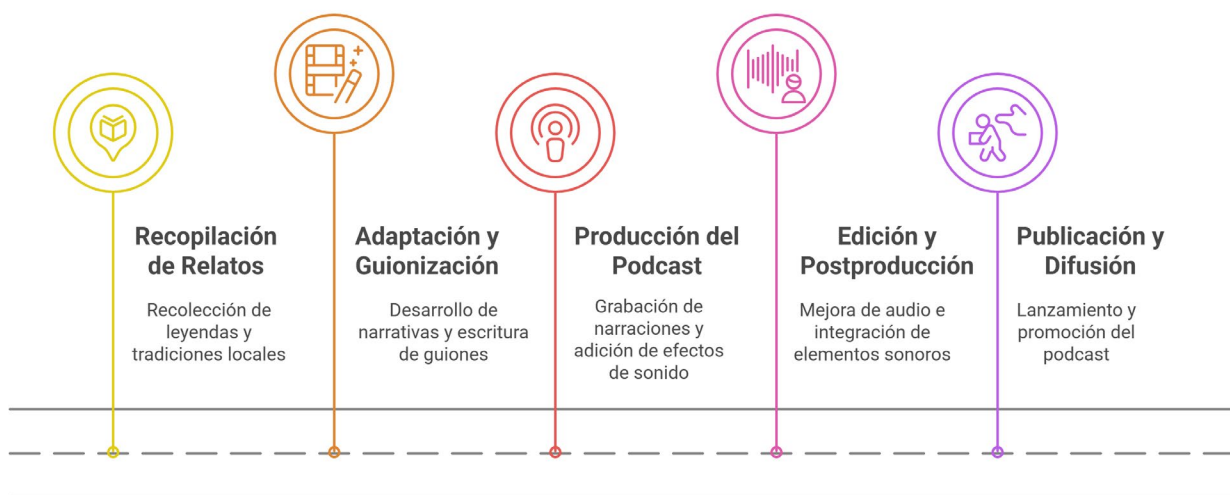 Recopilación
de Relatos
Recolección de
leyendas y
tradiciones locales
Adaptación y
Guionización
Desarrollo de
narrativas y escritura
de guiones
Producción del
Podcast
Grabación de
narraciones y
adición de efectos
de sonido
Edición y
Postproducción
Mejora de audio e
integración de
elementos sonoros
Publicación y
Difusión
Lanzamiento y
promoción del
podcast